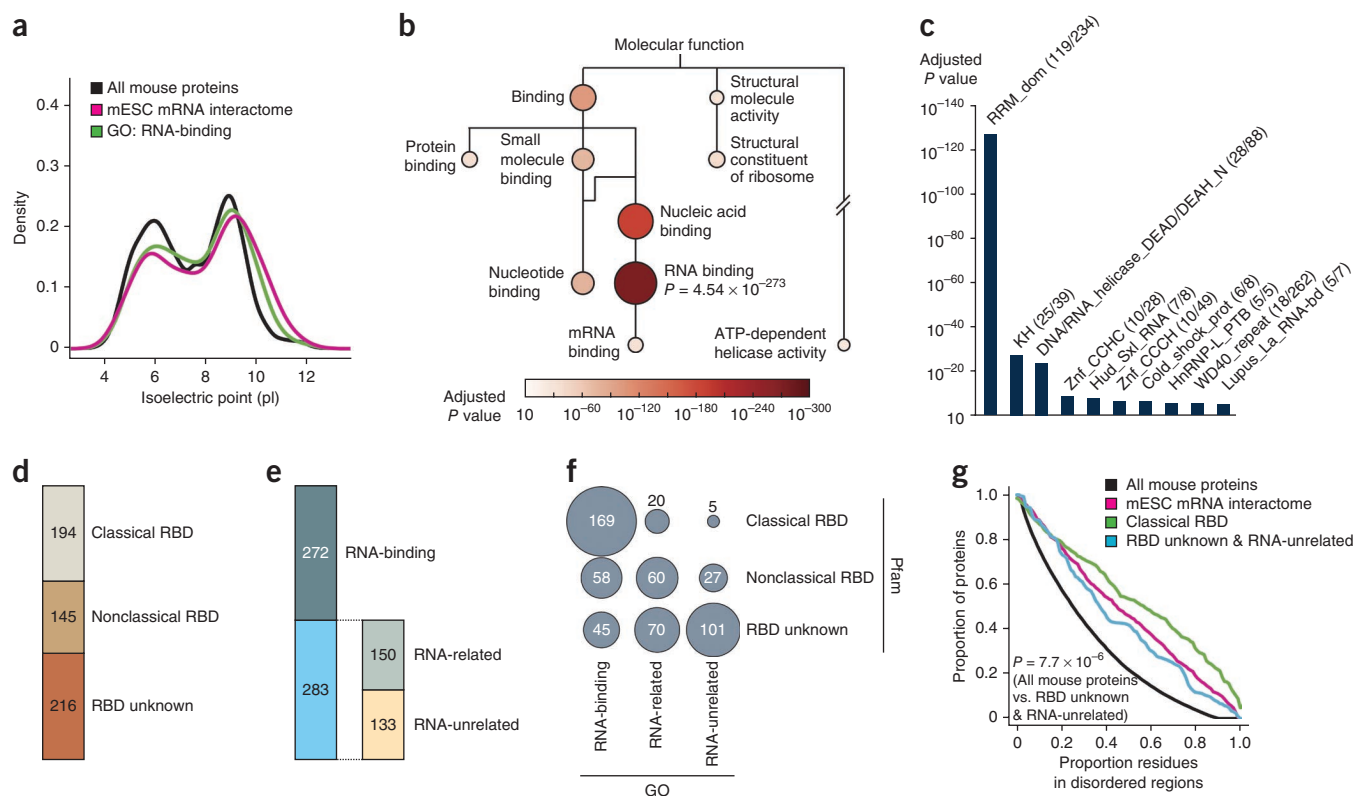 a
All mouse proteins
mESC mRNA interactome
GO: RNA-binding
0.4
0.3
0.2
0.1
0
Density
4
6
8
10
12
Isoelectric point (pI)
b
Molecular function
Binding
Structural
molecule
activity
Protein
binding
Small
molecule
binding
Structural
constituent
of ribosome
Nucleic acid
binding
Nucleotide
binding
RNA binding
P = 4.54 × 10⁻²⁷³
mRNA
binding
ATP-dependent
helicase activity
Adjusted
P value
10
10⁻⁶⁰
10⁻¹²⁰
10⁻¹⁸⁰
10⁻²⁴⁰
10⁻³⁰⁰
c
Adjusted
P value
10⁻¹⁴⁰
10⁻¹²⁰
10⁻¹⁰⁰
10⁻⁸⁰
10⁻⁶⁰
10⁻⁴⁰
10⁻²⁰
10
RRM_dom (119/234)
KH (25/39)
DNA/RNA_helicase_DEAD/DEAH_N (28/88)
Znf_CCHC (10/28)
Hud_Sxl_RNA (7/8)
Znf_CCCH (10/49)
Cold_shock_prot (6/8)
HnRNP-L_PTB (5/5)
WD40_repeat (18/262)
Lupus_La_RNA-bd (5/7)
d
194
Classical RBD
145
Nonclassical RBD
216
RBD unknown
e
272
RNA-binding
283
150
RNA-related
133
RNA-unrelated
f
169
20
5
Classical RBD
58
60
27
Nonclassical RBD
45
70
101
RBD unknown
Pfam
RNA-binding
RNA-related
RNA-unrelated
GO
g
All mouse proteins
mESC mRNA interactome
Classical RBD
RBD unknown & RNA-unrelated
1.0
0.8
0.6
0.4
0.2
0
Proportion of proteins
P = 7.7 × 10⁻⁶
(All mouse proteins
vs. RBD unknown
& RNA-unrelated)
0
0.2
0.4
0.6
0.8
1.0
Proportion residues
in disordered regions